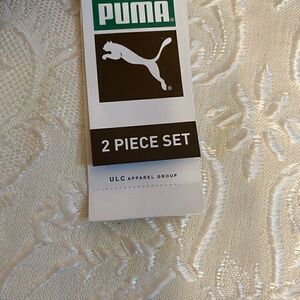 PUMA®
®
2 PIECE SET
ULC APPAREL GROUP